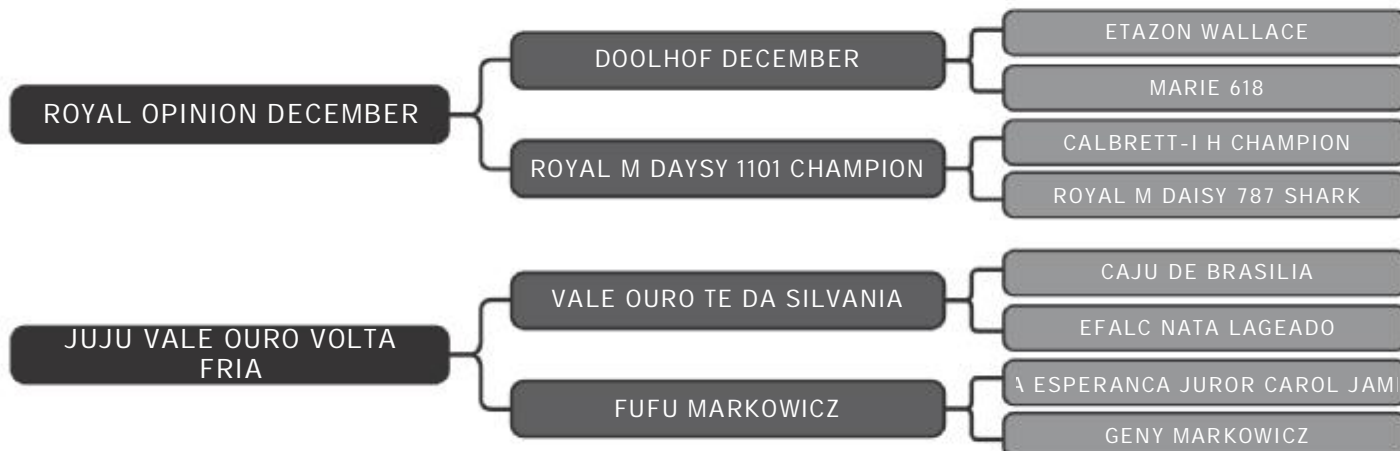 ROYAL OPINION DECEMBER
DOOLHOF DECEMBER
ETAZON WALLACE
MARIE 618
ROYAL M DAYSY 1101 CHAMPION
CALBRETT-I H CHAMPION
ROYAL M DAISY 787 SHARK
JUJU VALE OURO VOLTA
FRIA
VALE OURO TE DA SILVANIA
CAJU DE BRASILIA
EFALC NATA LAGEADO
FUFU MARKOWICZ
ESPERANCA JUROR CAROL
GENY MARKOWICZ